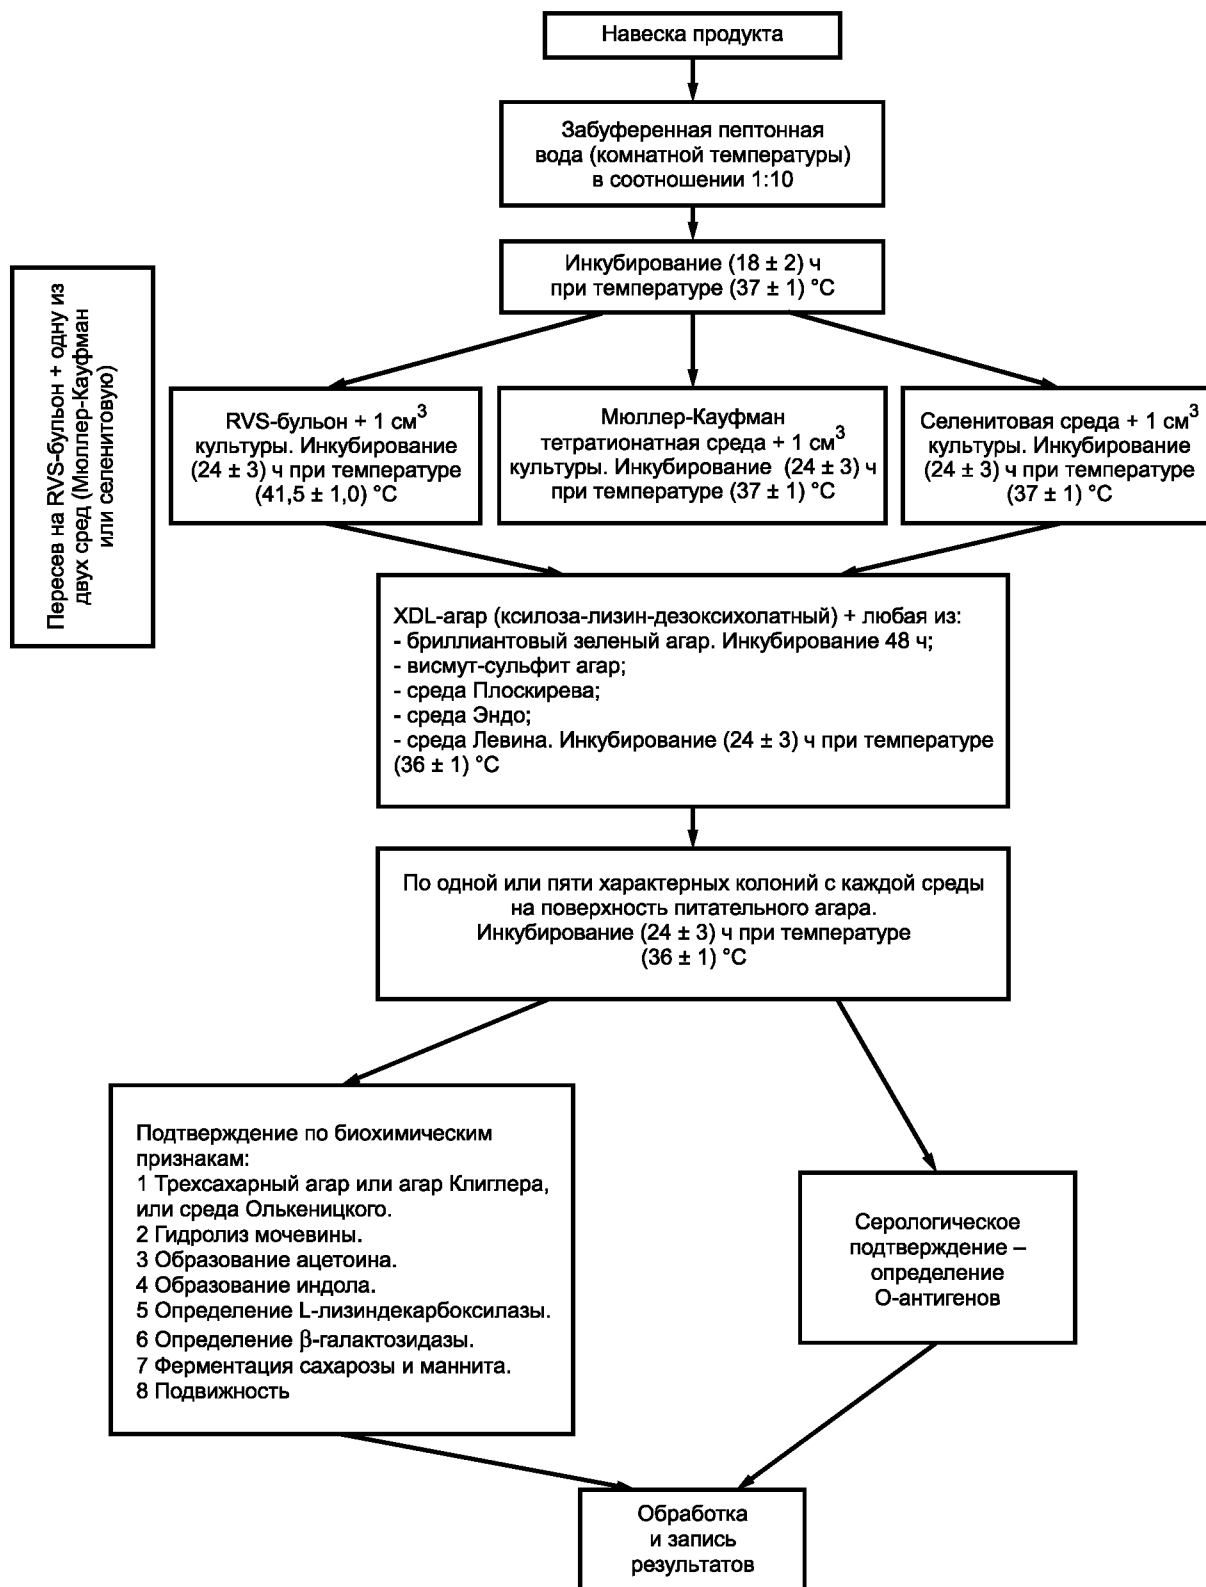 Навеска продукта
Забуференная пептонная
вода (комнатной температуры)
в соотношении 1:10
Инкубирование (18 ± 2) ч
при температуре (37 ± 1) °С
Пересев на RVS-бульон + одну из
двух сред (Мюллер-Кауфман
или селенитовую)
RVS-бульон + 1 см³
культуры. Инкубирование
(24 ± 3) ч при температуре
(41,5 ± 1,0) °С
Мюллер-Кауфман
тетратионатная среда + 1 см³
культуры. Инкубирование (24 ± 3) ч
при температуре (37 ± 1) °С
Селенитовая среда + 1 см³
культуры. Инкубирование
(24 ± 3) ч при температуре
(37 ± 1) °С
XDL-агар (ксилоза-лизин-дезоксихолатный) + любая из:
- бриллиантовый зеленый агар. Инкубирование 48 ч;
- висмут-сульфит агар;
- среда Плоскирева;
- среда Эндо;
- среда Левина. Инкубирование (24 ± 3) ч при температуре
(36 ± 1) °С
По одной или пяти характерных колоний с каждой среды
на поверхность питательного агара.
Инкубирование (24 ± 3) ч при температуре
(36 ± 1) °С
Подтверждение по биохимическим
признакам:
1 Трехсахарный агар или агар Клиглера,
или среда Олькеницкого.
2 Гидролиз мочевины.
3 Образование ацетоина.
4 Образование индола.
5 Определение L-лизиндекарбоксилазы.
6 Определение β-галактозидазы.
7 Ферментация сахарозы и маннита.
8 Подвижность
Серологическое
подтверждение –
определение
О-антигенов
Обработка
и запись
результатов